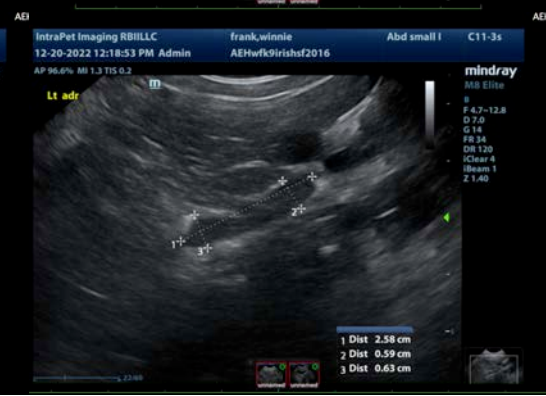 AEI
AEI
IntraPet Imaging RBIILLC frank,winnie Abd small I C11-3s
12-20-2022 12:18:53 PM Admin AEHwfk9irishsf2016
AP 96.6% MI 1.3 TIS 0.2
mindray
M8 Elite
m
Lt adr
B
F 4.7~12.8
D 7.0
G 14
FR 34
DR 120
iClear 4
iBeam 1
Z 1.40
2
1
3
1 Dist 2.58 cm
2 Dist 0.59 cm
3 Dist 0.63 cm
unnamed unnamed